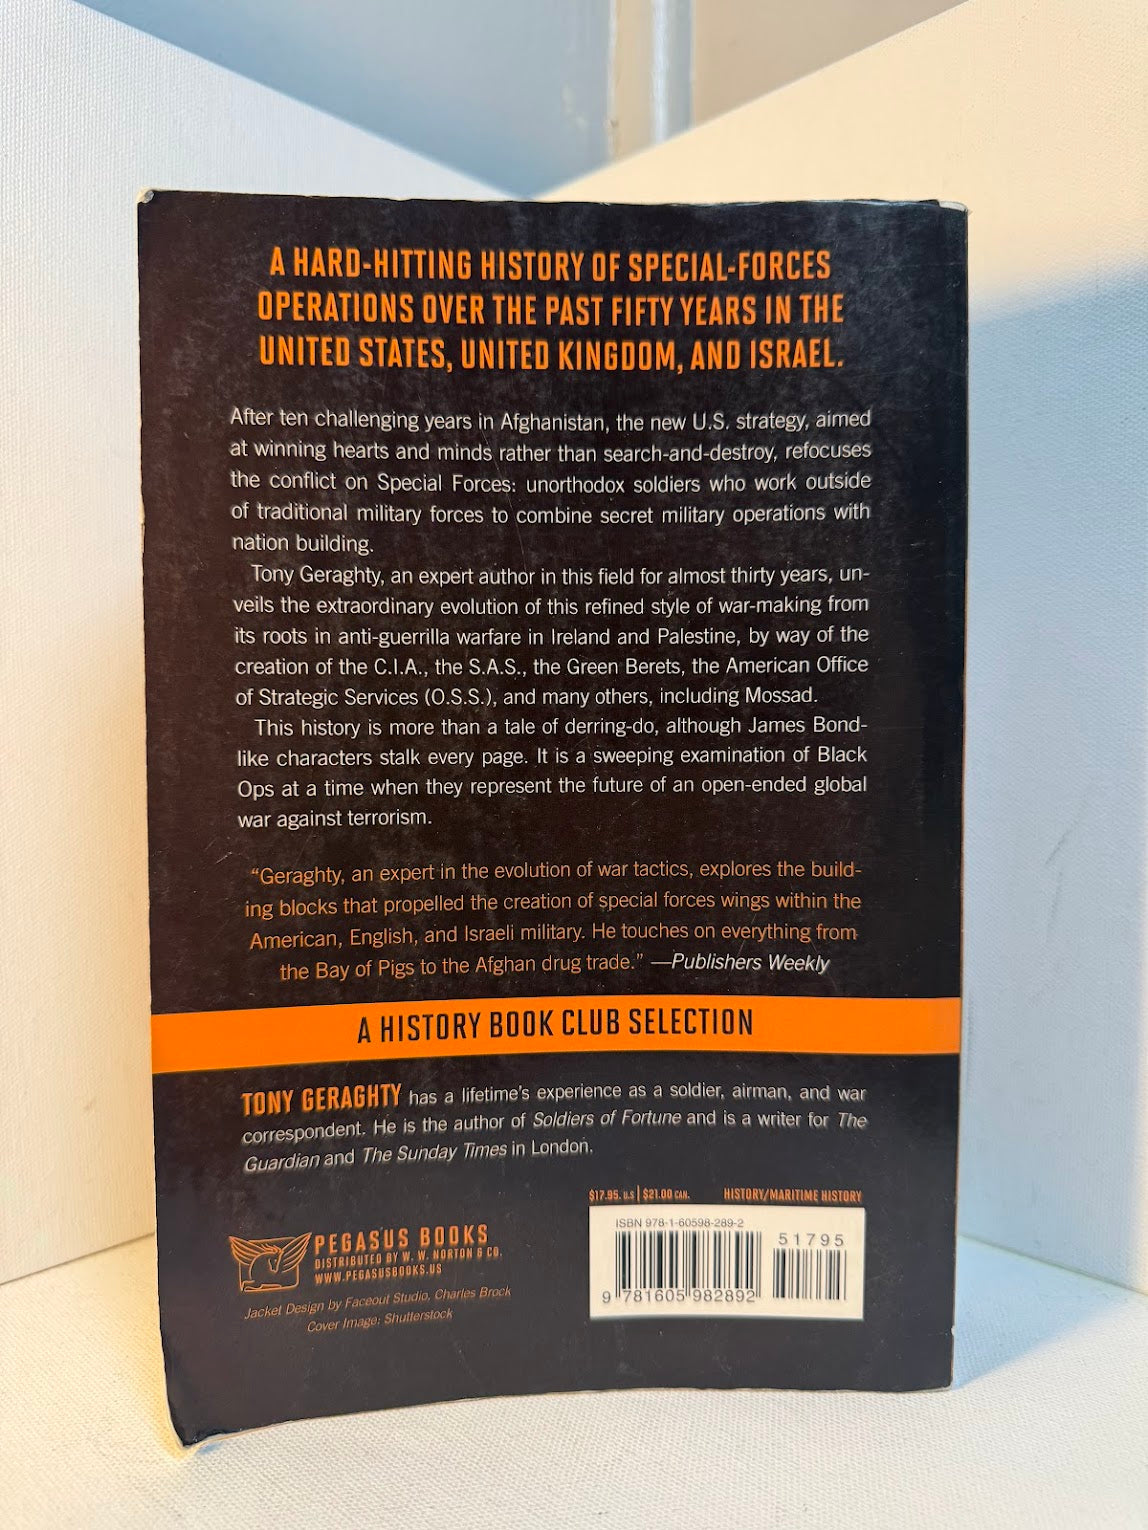 A HARD-HITTING HISTORY OF SPECIAL-FORCES
OPERATIONS OVER THE PAST FIFTY YEARS IN THE
UNITED STATES, UNITED KINGDOM, AND ISRAEL.
After ten challenging years in Afghanistan, the new U.S. strategy, aimed
at winning hearts and minds rather than search-and-destroy, refocuses
the conflict on Special Forces: unorthodox soldiers who work outside
of traditional military forces to combine secret military operations with
nation building.
Tony Geraghty, an expert author in this field for almost thirty years, un-
veils the extraordinary evolution of this refined style of war-making from
its roots in anti-guerrilla warfare in Ireland and Palestine, by way of the
creation of the C.I.A., the S.A.S., the Green Berets, the American Office
of Strategic Services (O.S.S.), and many others, including Mossad.
This history is more than a tale of derring-do, although James Bond-
like characters stalk every page. It is a sweeping examination of Black
Ops at a time when they represent the future of an open-ended global
war against terrorism.
“Geraghty, an expert in the evolution of war tactics, explores the build-
ing blocks that propelled the creation of special forces wings within the
American, English, and Israeli military. He touches on everything from
the Bay of Pigs to the Afghan drug trade.” —Publishers Weekly
A HISTORY BOOK CLUB SELECTION
TONY GERAGHTY has a lifetime's experience as a soldier, airman, and war
correspondent. He is the author of Soldiers of Fortune and is a writer for The
Guardian and The Sunday Times in London.
$17.95. U.S | $21.00 CAN. HISTORY/MARITIME HISTORY
ISBN 978-1-60598-289-2
51795
9 781605 982892
PEGASUS BOOKS
DISTRIBUTED BY W. W. NORTON & CO.
WWW.PEGASUSBOOKS.US
Jacket Design by Faceout Studio, Charles Brock
Cover Image: Shutterstock